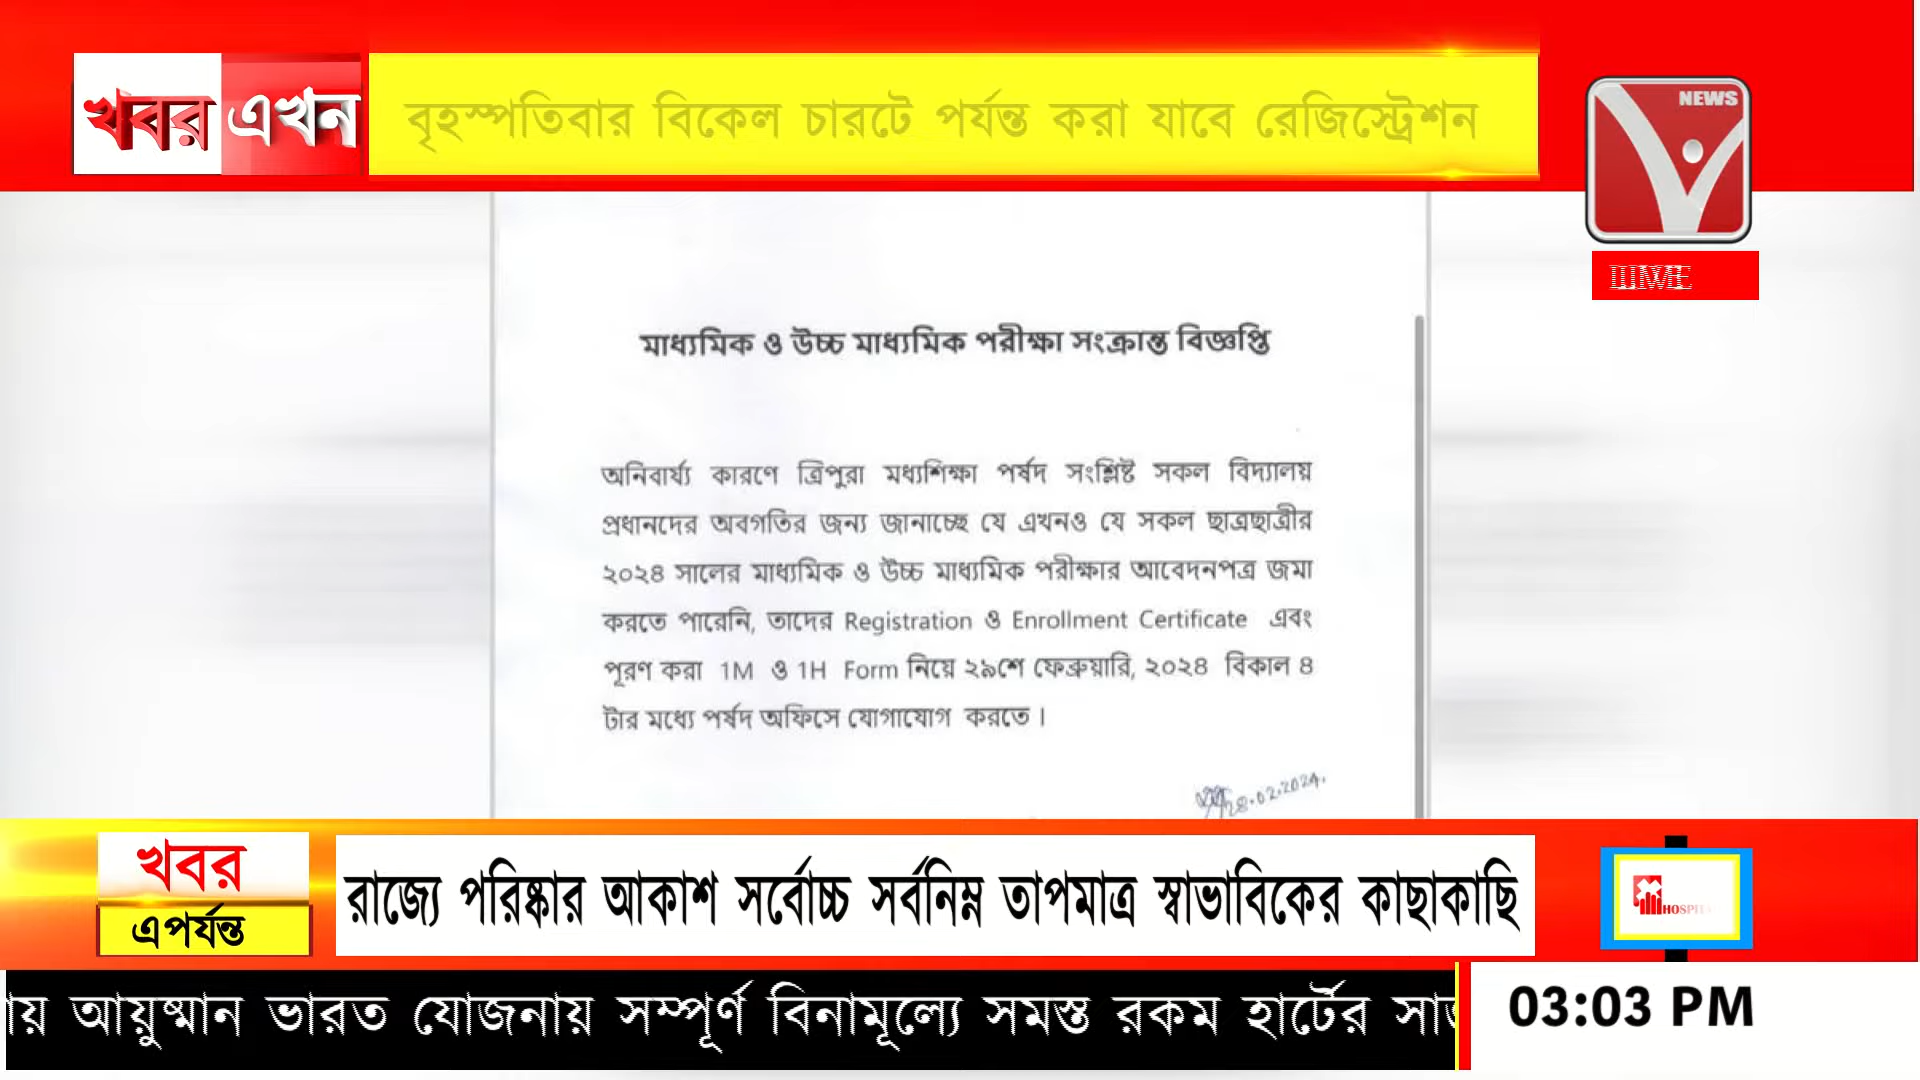 খবর এখন
বৃহস্পতিবার বিকেল চারটে পর্যন্ত করা যাবে রেজিস্ট্রেশন
NEWS
মাধ্যমিক ও উচ্চ মাধ্যমিক পরীক্ষা সংক্রান্ত বিজ্ঞপ্তি
অনিবার্য্য কারণে ত্রিপুরা মধ্যশিক্ষা পর্ষদ সংশ্লিষ্ট সকল বিদ্যালয়
প্রধানদের অবগতির জন্য জানাচ্ছে যে এখনও যে সকল ছাত্রছাত্রীর
২০২৪ সালের মাধ্যমিক ও উচ্চ মাধ্যমিক পরীক্ষার আবেদনপত্র জমা
করতে পারেনি, তাদের Registration ও Enrollment Certificate এবং
পূরণ করা 1M ও 1H Form নিয়ে ২৯শে ফেব্রুয়ারি, ২০২৪ বিকাল ৪
টার মধ্যে পর্ষদ অফিসে যোগাযোগ করতে।
28.02.2024.
খবর
এপর্যন্ত
রাজ্যে পরিষ্কার আকাশ সর্বোচ্চ সর্বনিম্ন তাপমাত্র স্বাভাবিকের কাছাকাছি
আয়ুষ্মান ভারত যোজনায় সম্পূর্ণ বিনামূল্যে সমস্ত রকম হার্টের
03:03 PM